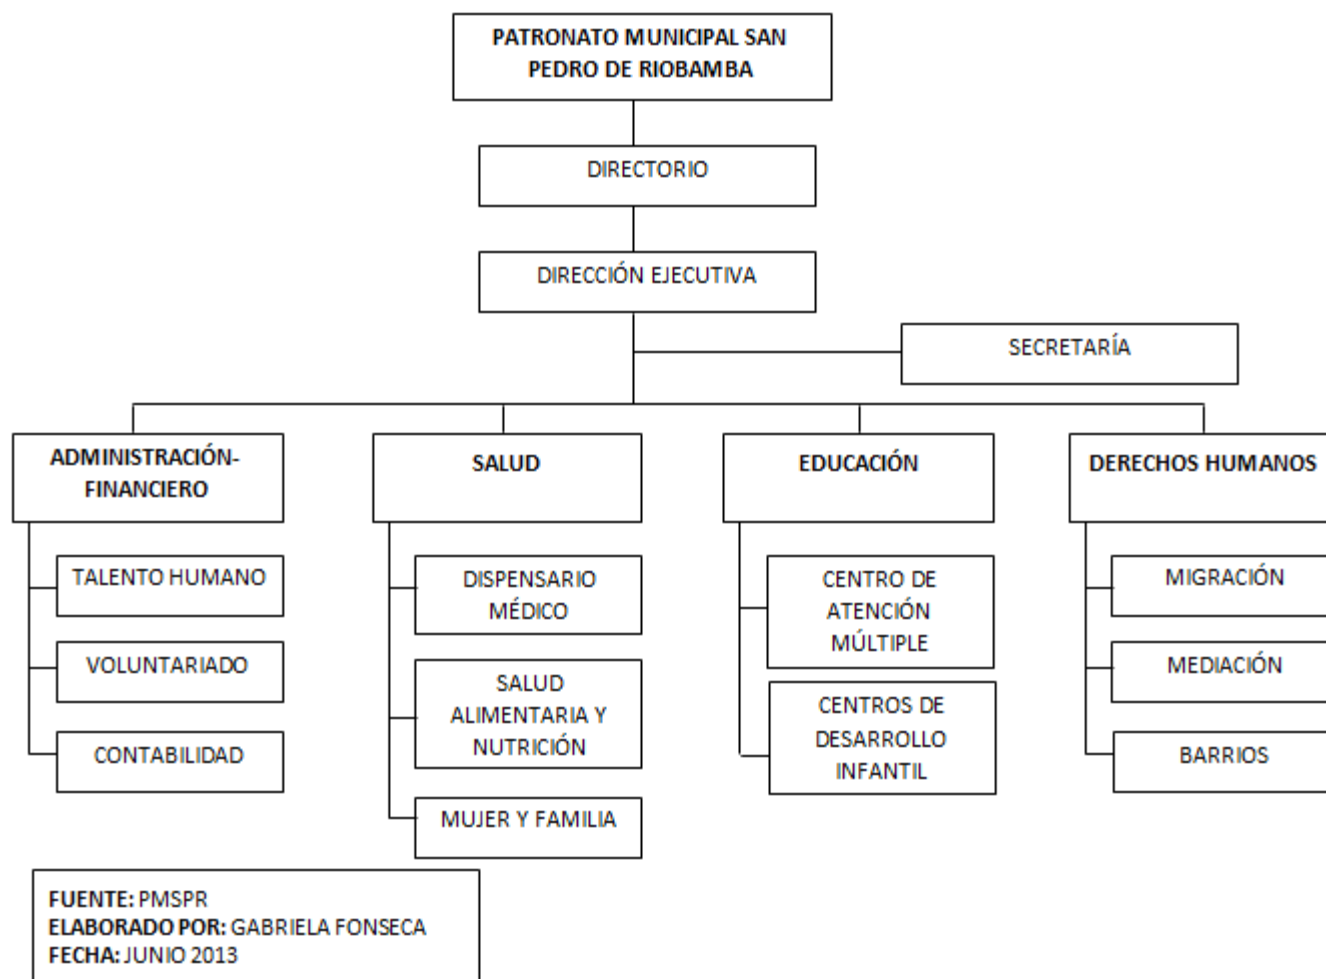 PATRONATO MUNICIPAL SAN
PEDRO DE RIOBAMBA
DIRECTORIO
DIRECCIÓN EJECUTIVA
SECRETARÍA
ADMINISTRACIÓN-
FINANCIERO
TALENTO HUMANO
VOLUNTARIADO
CONTABILIDAD
SALUD
DISPENSARIO
MÉDICO
SALUD
ALIMENTARIA Y
NUTRICIÓN
MUJER Y FAMILIA
EDUCACIÓN
CENTRO DE
ATENCIÓN
MÚLTIPLE
CENTROS DE
DESARROLLO
INFANTIL
DERECHOS HUMANOS
MIGRACIÓN
MEDIACIÓN
BARRIOS
FUENTE: PMSPR
ELABORADO POR: GABRIELA FONSECA
FECHA: JUNIO 2013